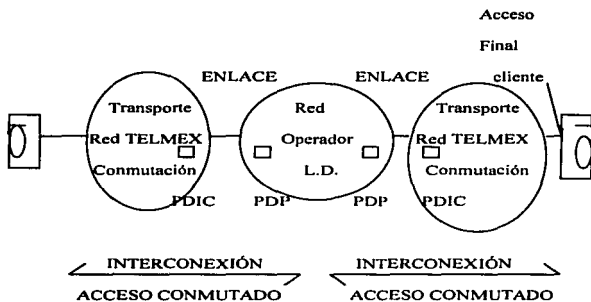 Acceso
Final
cliente
ENLACE ENLACE
Transporte Red Transporte
Red TELMEX Operador Red TELMEX
Conmutación L.D. Conmutación
PDIC PDP PDP PDIC
INTERCONEXIÓN INTERCONEXIÓN
ACCESO CONMUTADO ACCESO CONMUTADO